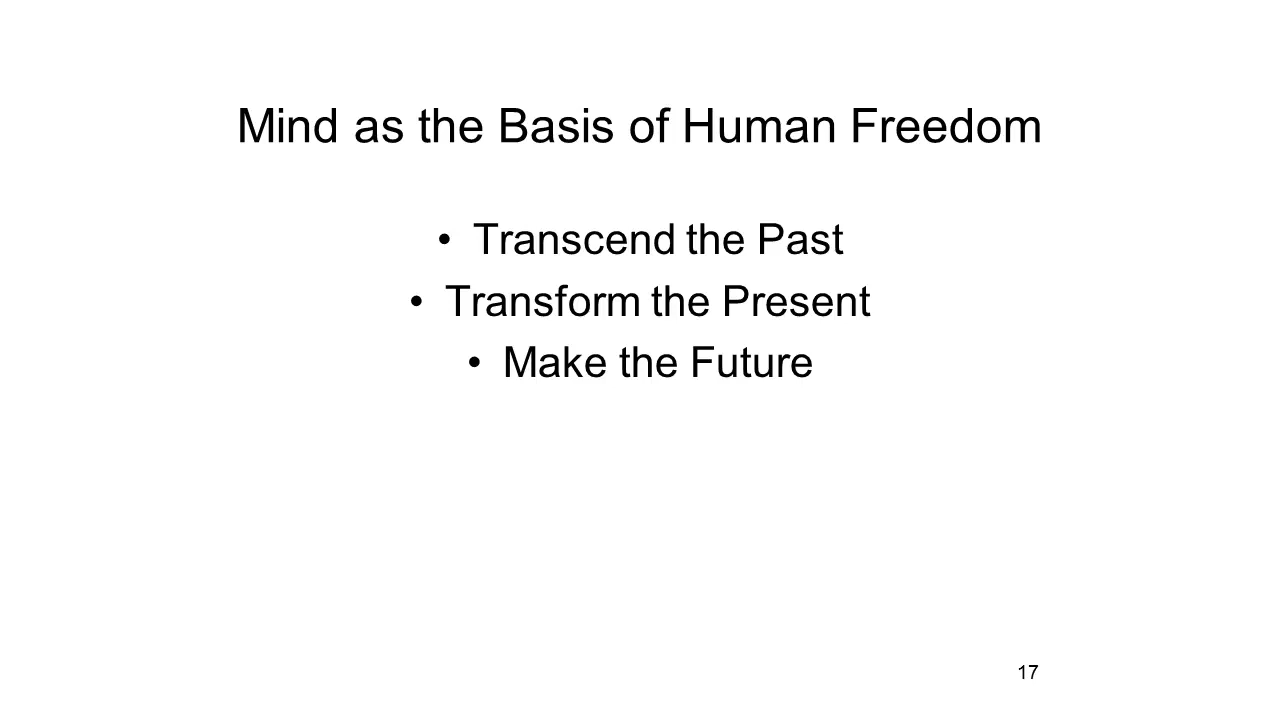 Mind as the Basis of Human Freedom
• Transcend the Past
• Transform the Present
• Make the Future
17